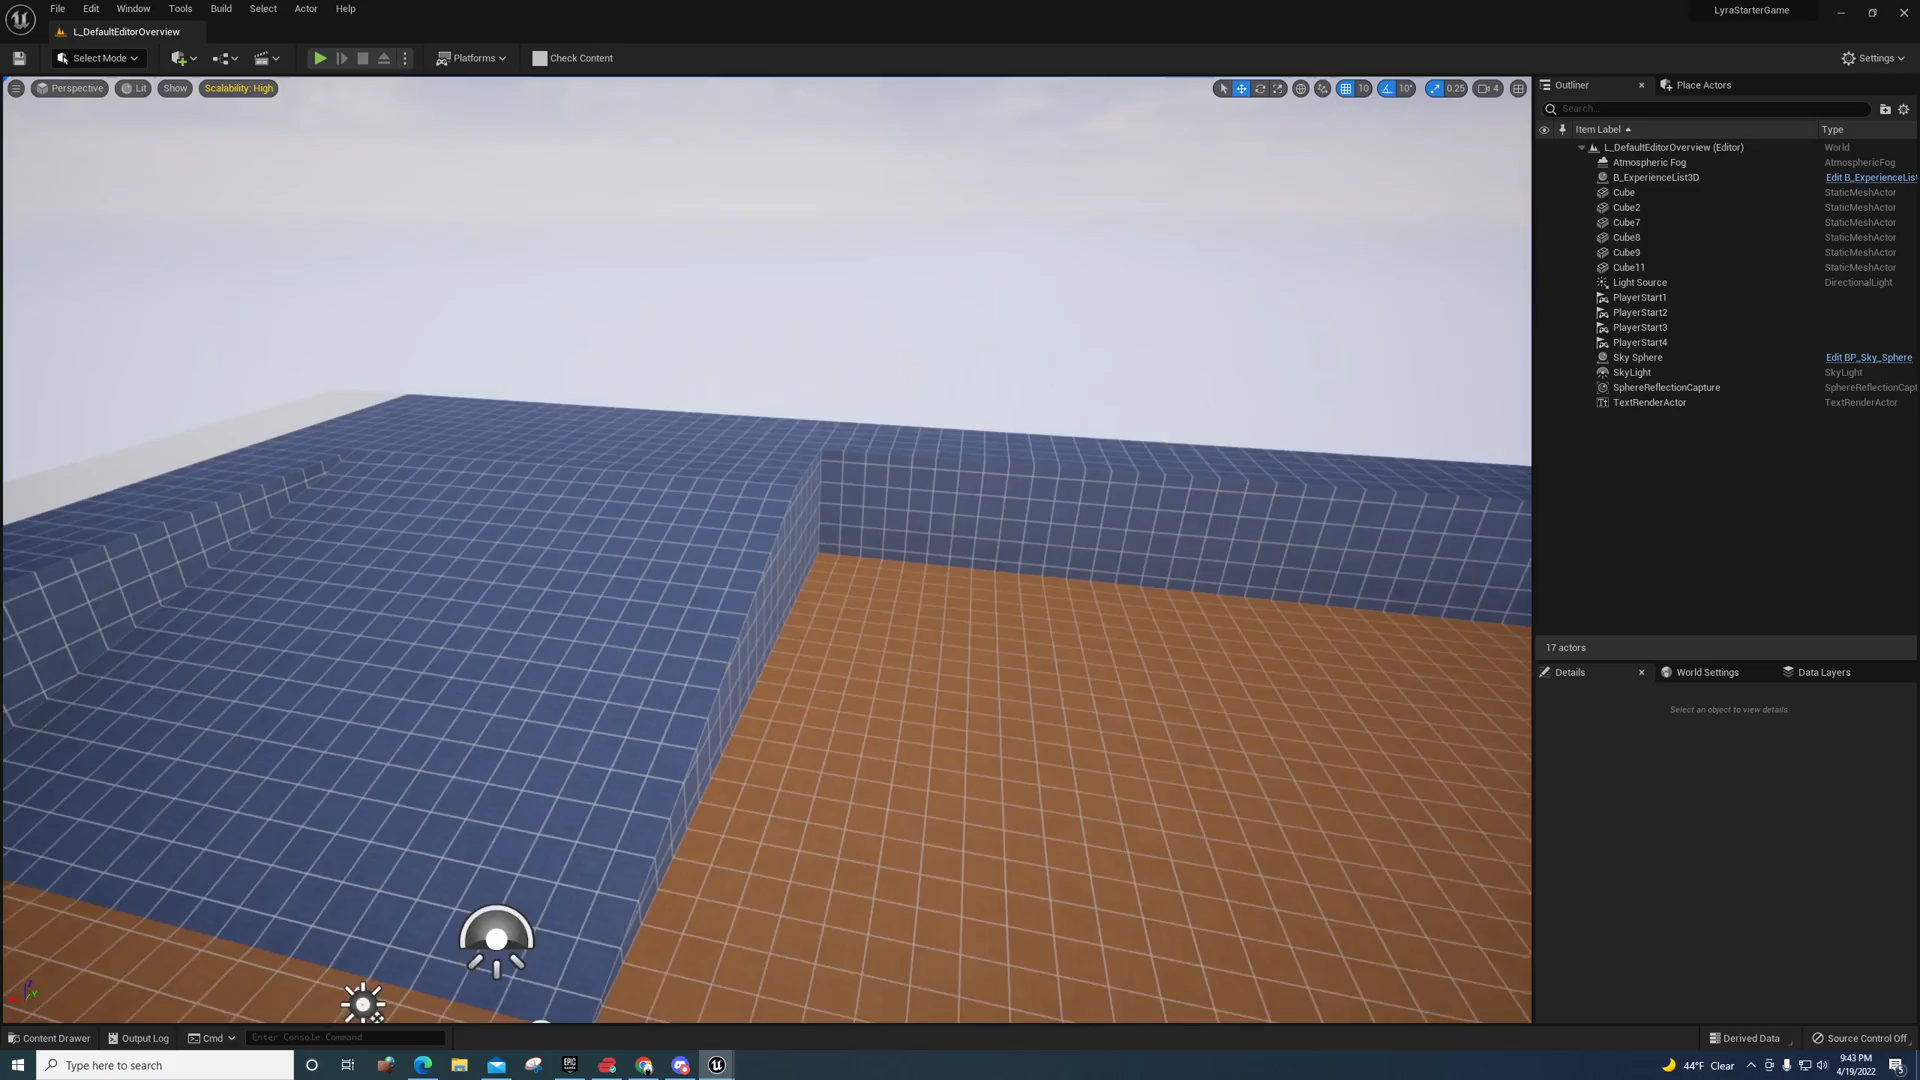 File Edit Window Tools Build Select Actor Help
LyraStarterGame
L_DefaultEditorOverview
Select Mode
Platforms
Check Content
Settings
Perspective
Lit
Show
Scalability: High
10
10°
0.25
4
Outliner
Place Actors
Search...
Item Label
Type
L_DefaultEditorOverview (Editor) World
Atmospheric Fog AtmosphericFog
B_ExperienceList3D Edit B_ExperienceList
Cube StaticMeshActor
Cube2 StaticMeshActor
Cube7 StaticMeshActor
Cube8 StaticMeshActor
Cube9 StaticMeshActor
Cube11 StaticMeshActor
Light Source DirectionalLight
PlayerStart1
PlayerStart2
PlayerStart3
PlayerStart4
Sky Sphere Edit BP_Sky_Sphere
SkyLight SkyLight
SphereReflectionCapture SphereReflectionCapt
TextRenderActor TextRenderActor
17 actors
Details
World Settings
Data Layers
Select an object to view details.
Content Drawer
Output Log
Cmd
Enter Console Command
Derived Data
Source Control Off
Type here to search
EPIC
44°F Clear
9:43 PM
4/19/2022
5